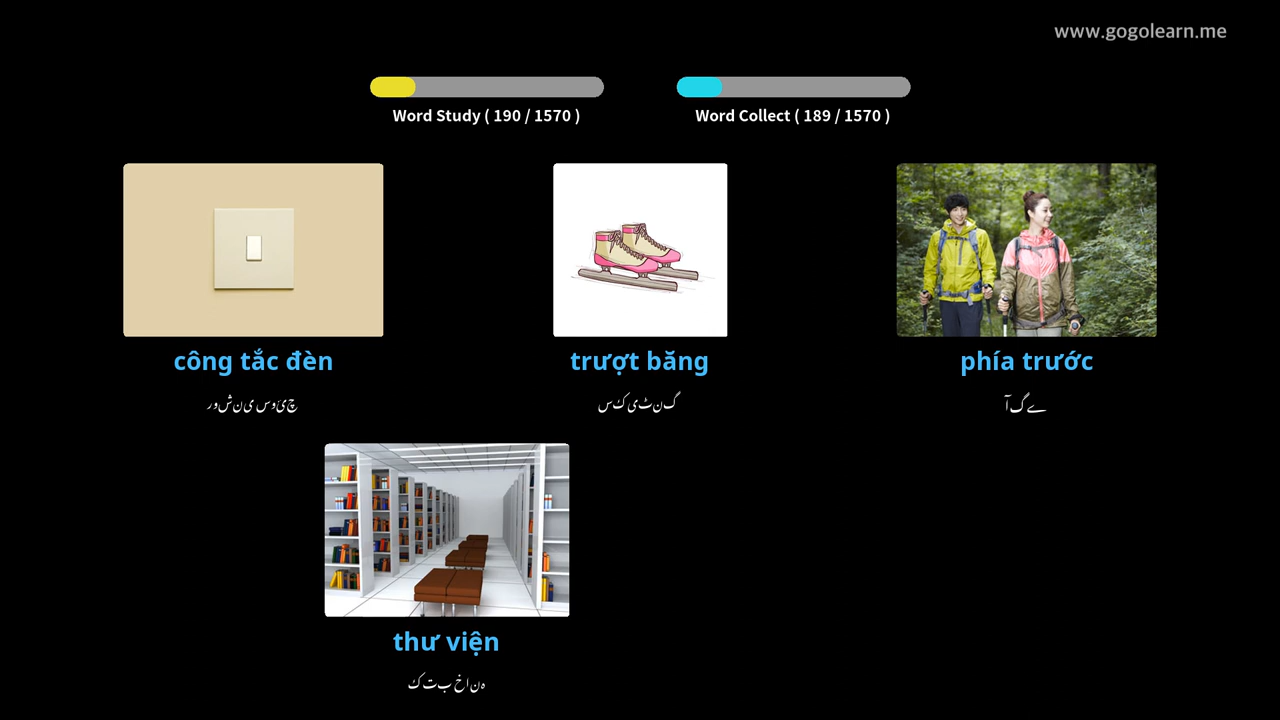 www.gogolearn.me
Word Study ( 190 / 1570 )
Word Collect ( 189 / 1570 )
công tắc đèn
روشنی سوئچ
trượt băng
سکیٹنگ
phía trước
آگے
thư viện
کتب خانہ